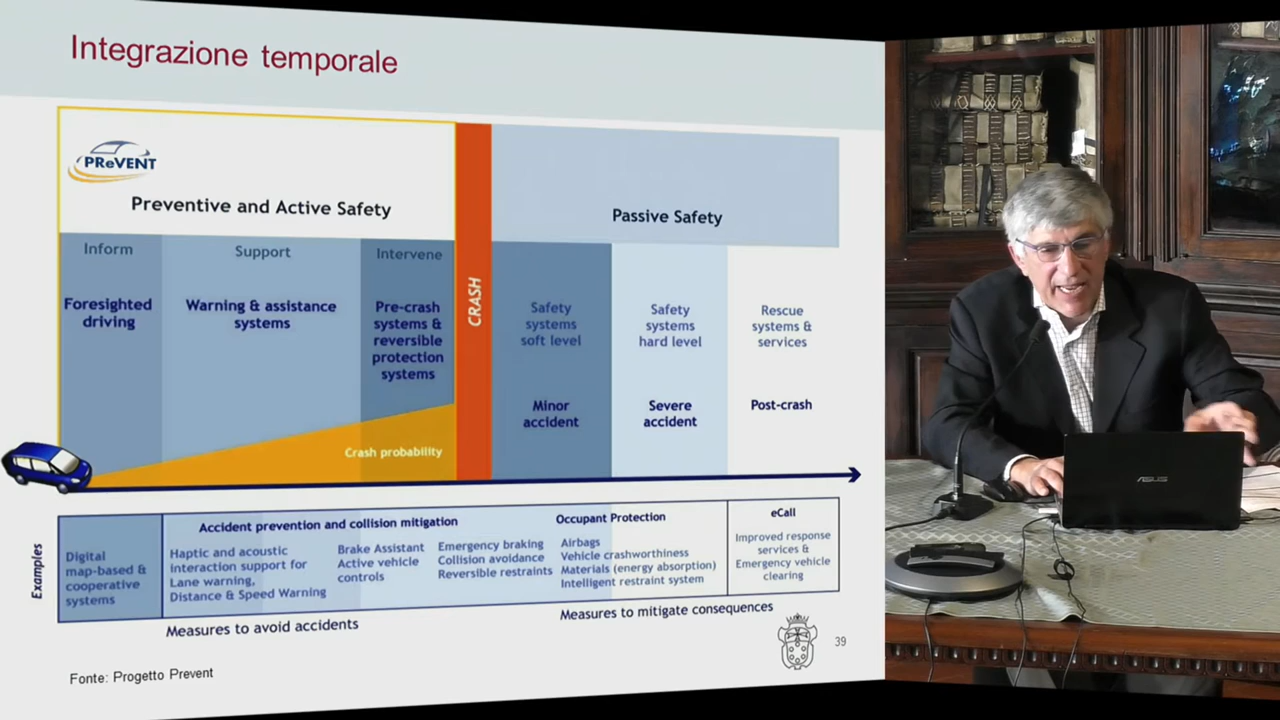 Integrazione temporale
PReVENT
Preventive and Active Safety
Passive Safety
Inform
Support
Intervene
Foresighted
driving
Warning & assistance
systems
Pre-crash
systems &
reversible
protection
systems
CRASH
Safety
systems
soft level
Safety
systems
hard level
Rescue
systems &
services
Minor
accident
Severe
accident
Post-crash
Crash probability
Examples
Digital
map-based &
cooperative
systems
Accident prevention and collision mitigation
Haptic and acoustic
interaction support for
Lane warning,
Distance & Speed Warning
Brake Assistant
Active vehicle
controls
Emergency braking
Collision avoidance
Reversible restraints
Occupant Protection
Airbags
Vehicle crashworthiness
Materials (energy absorption)
Intelligent restraint system
eCall
Improved response
services &
Emergency vehicle
clearing
Measures to avoid accidents
Measures to mitigate consequences
39
Fonte: Progetto Prevent
ASUS